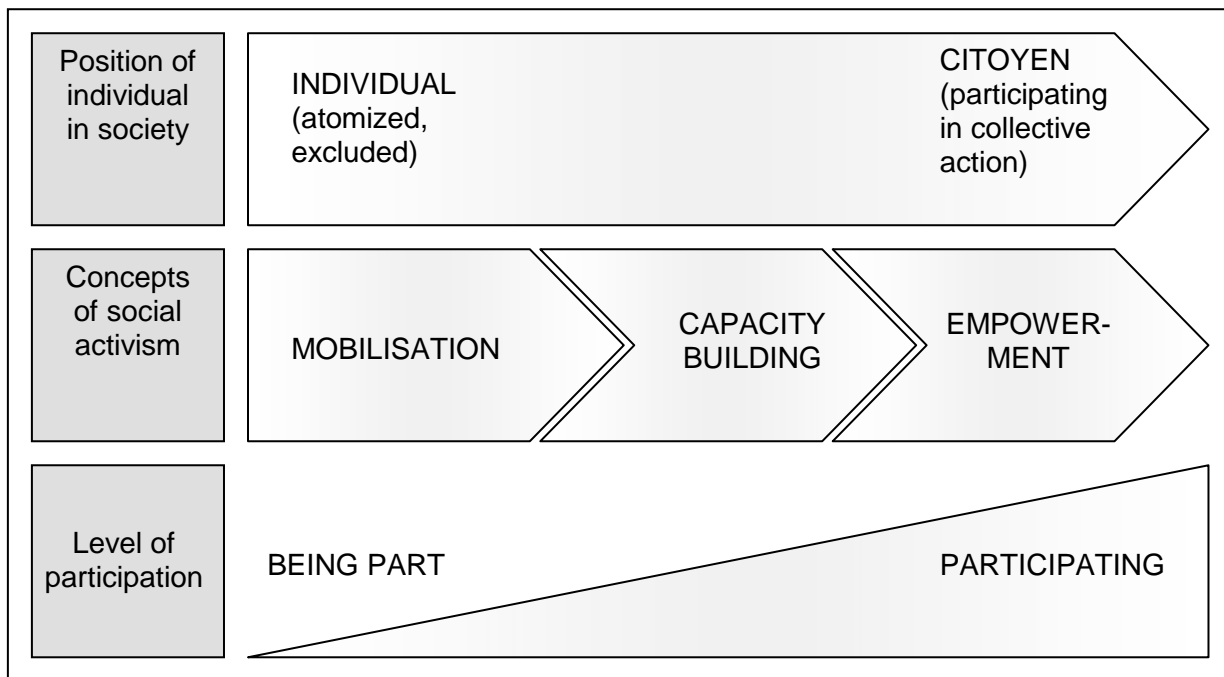 Position of
individual
in society
INDIVIDUAL
(atomized,
excluded)
CITOYEN
(participating
in collective
action)
Concepts
of social
activism
MOBILISATION
CAPACITY
BUILDING
EMPOWER-
MENT
Level of
participation
BEING PART
PARTICIPATING